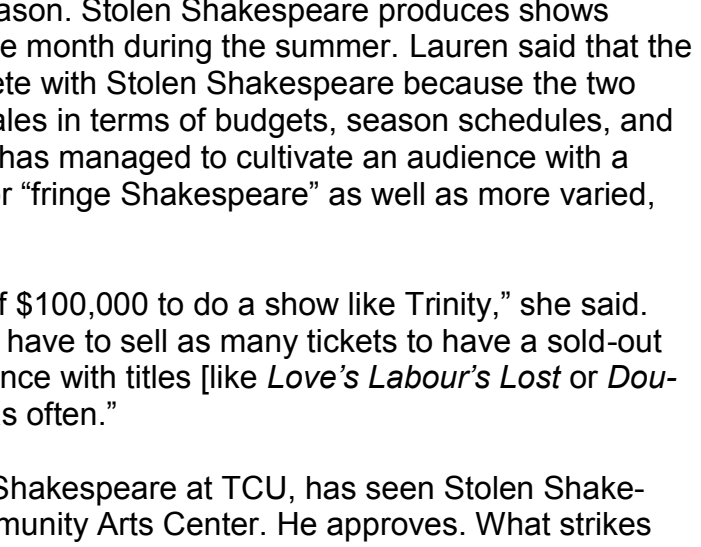 ason. Stolen Shakespeare produces shows
e month during the summer. Lauren said that the
ete with Stolen Shakespeare because the two
ales in terms of budgets, season schedules, and
has managed to cultivate an audience with a
r “fringe Shakespeare” as well as more varied,
f $100,000 to do a show like Trinity,” she said.
have to sell as many tickets to have a sold-out
nce with titles [like Love’s Labour’s Lost or Dou-
s often.”
Shakespeare at TCU, has seen Stolen Shake-
munity Arts Center. He approves. What strikes